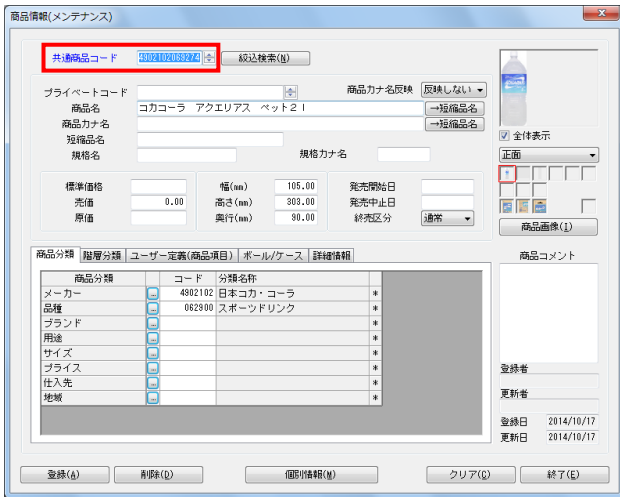 商品情報(メンテナンス)
共通商品コード 4902102069274 絞込検索(N)
プライベートコード 商品カナ名反映 反映しない
商品名 コカコーラ アクエリアス ペット2l →短縮品名
商品カナ名 →短縮品名
短縮品名 全体表示
規格名 規格カナ名 正面
標準価格 幅(mm) 105.00 発売開始日
売価 0.00 高さ(mm) 303.00 発売中止日
原価 奥行(mm) 90.00 終売区分 通常
商品画像(I)
商品分類 階層分類 ユーザー定義(商品項目) ボール/ケース 詳細情報 商品コメント
商品分類 コード 分類名称
メーカー ... 4902102 日本コカ・コーラ *
品種 ... 062900 スポーツドリンク *
ブランド ... *
用途 ... *
サイズ ... *
プライス ... *
仕入先 ... *
地域 ... *
登録者
更新者
登録日 2014/10/17
更新日 2014/10/17
登録(A) 削除(D) 個別情報(M) クリア(C) 終了(E)